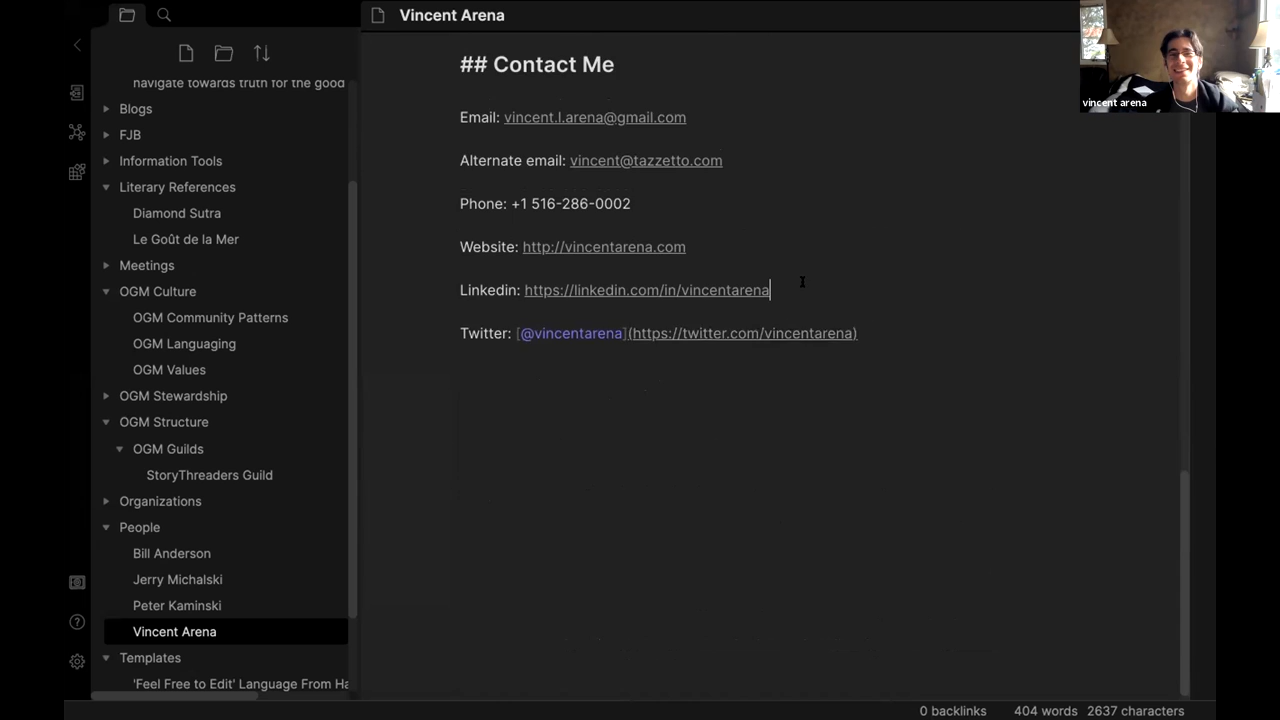 Vincent Arena
vincent arena
navigate towards truth for the good
Blogs
FJB
Information Tools
Literary References
Diamond Sutra
Le Goût de la Mer
Meetings
OGM Culture
OGM Community Patterns
OGM Languaging
OGM Values
OGM Stewardship
OGM Structure
OGM Guilds
StoryThreaders Guild
Organizations
People
Bill Anderson
Jerry Michalski
Peter Kaminski
Vincent Arena
Templates
'Feel Free to Edit' Language From Ha
## Contact Me
Email: vincent.l.arena@gmail.com
Alternate email: vincent@tazzetto.com
Phone: +1 516-286-0002
Website: http://vincentarena.com
Linkedin: https://linkedin.com/in/vincentarena
Twitter: [@vincentarena](https://twitter.com/vincentarena)
0 backlinks 404 words 2637 characters